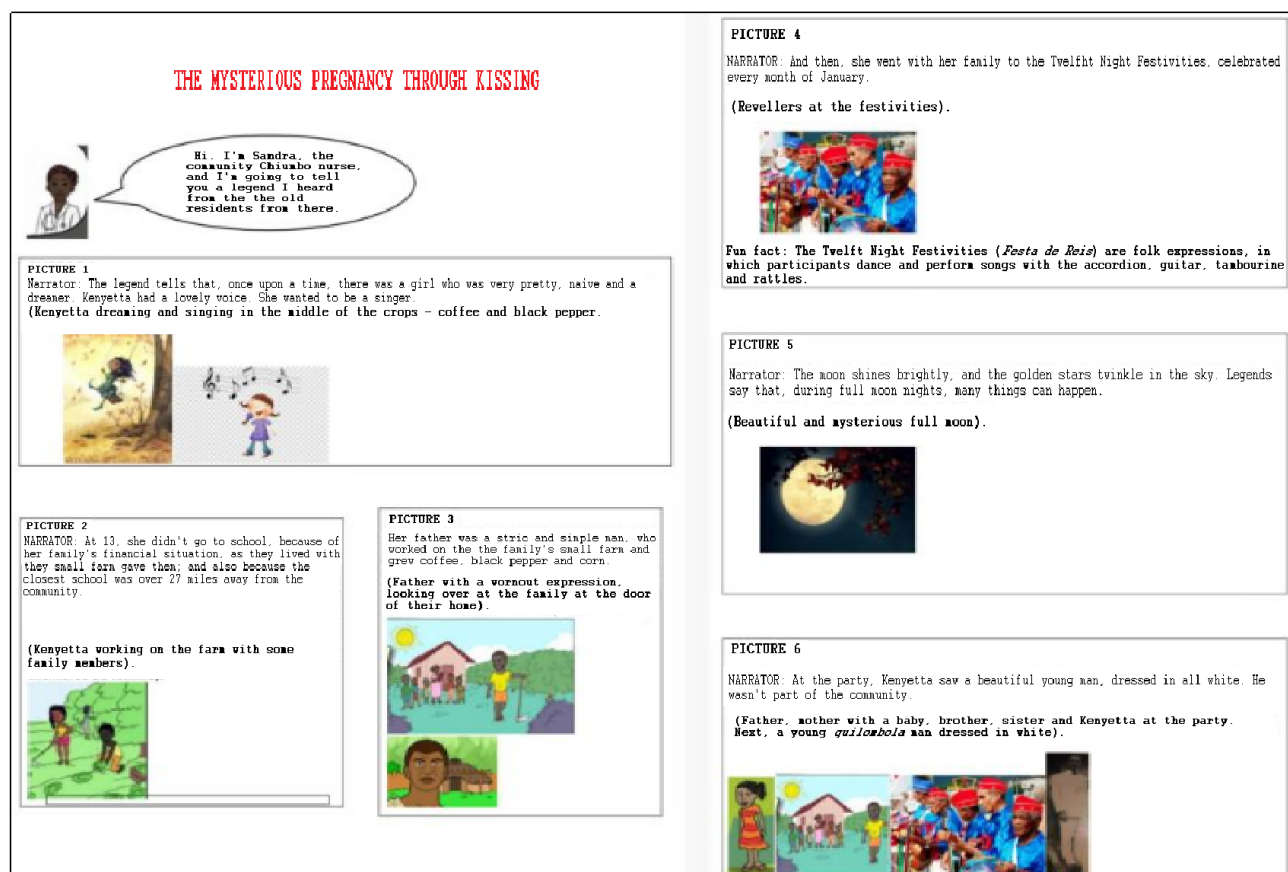 THE MYSTERIOUS PREGNANCY THROUGH KISSING
Hi. I'm Sandra, the
community Chiumbo nurse,
and I'm going to tell
you a legend I heard
from the the old
residents from there.
PICTURE 1
Narrator: The legend tells that, once upon a time, there was a girl who was very pretty, naive and a
dreamer. Kenyetta had a lovely voice. She wanted to be a singer.
(Kenyetta dreaming and singing in the middle of the crops - coffee and black pepper.
PICTURE 2
NARRATOR: At 13, she didn't go to school, because of
her family's financial situation, as they lived with
they small farm gave then; and also because the
closest school was over 27 miles away from the
community.
(Kenyetta working on the farm with some
family members).
PICTURE 3
Her father was a stric and simple man, who
worked on the the family's small farm and
grew coffee, black pepper and corn.
(Father with a wornout expression,
looking over at the family at the door
of their home).
PICTURE 4
NARRATOR: And then, she went with her family to the Twelfht Night Festivities, celebrated
every month of January.
(Revellers at the festivities).
Fun fact: The Twelft Night Festivities (Festa de Reis) are folk expressions, in
which participants dance and perform songs with the accordion, guitar, tambourine
and rattles.
PICTURE 5
Narrator: The moon shines brightly, and the golden stars twinkle in the sky. Legends
say that, during full moon nights, many things can happen.
(Beautiful and mysterious full moon).
PICTURE 6
NARRATOR: At the party, Kenyetta saw a beautiful young man, dressed in all white. He
wasn't part of the community.
(Father, mother with a baby, brother, sister and Kenyetta at the party.
Next, a young quilombola man dressed in white).